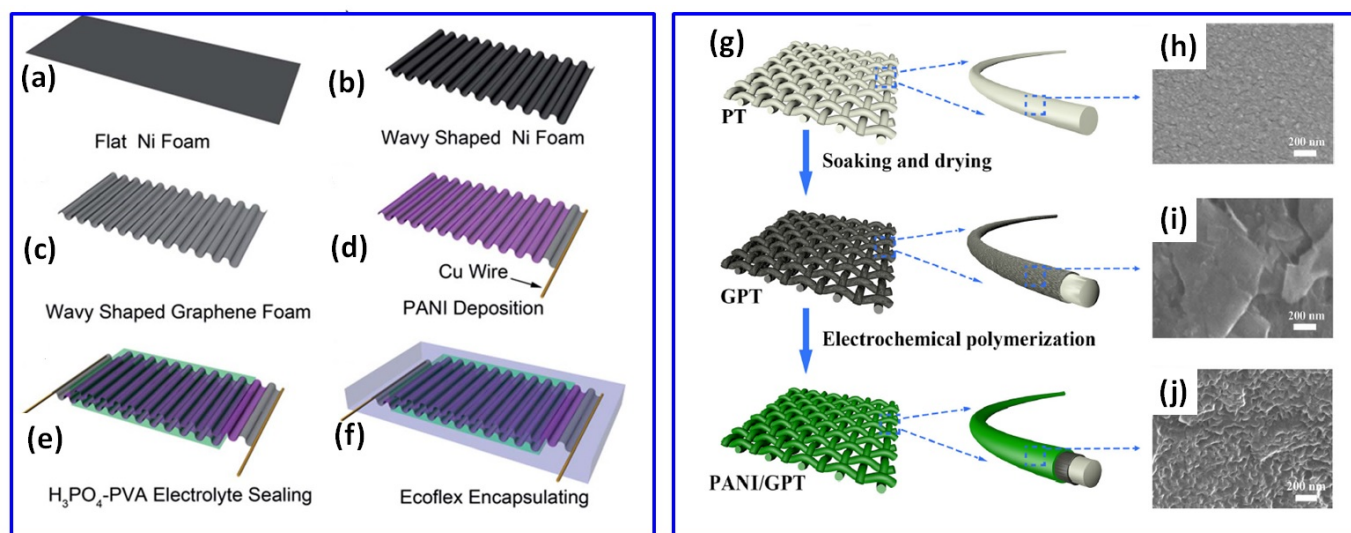 (a)
Flat Ni Foam
(b)
Wavy Shaped Ni Foam
(c)
Wavy Shaped Graphene Foam
(d)
Cu Wire
PANI Deposition
(e)
H₃PO₄-PVA Electrolyte Sealing
(f)
Ecoflex Encapsulating
(g)
PT
Soaking and drying
GPT
Electrochemical polymerization
PANI/GPT
(h)
200 nm
(i)
200 nm
(j)
200 nm